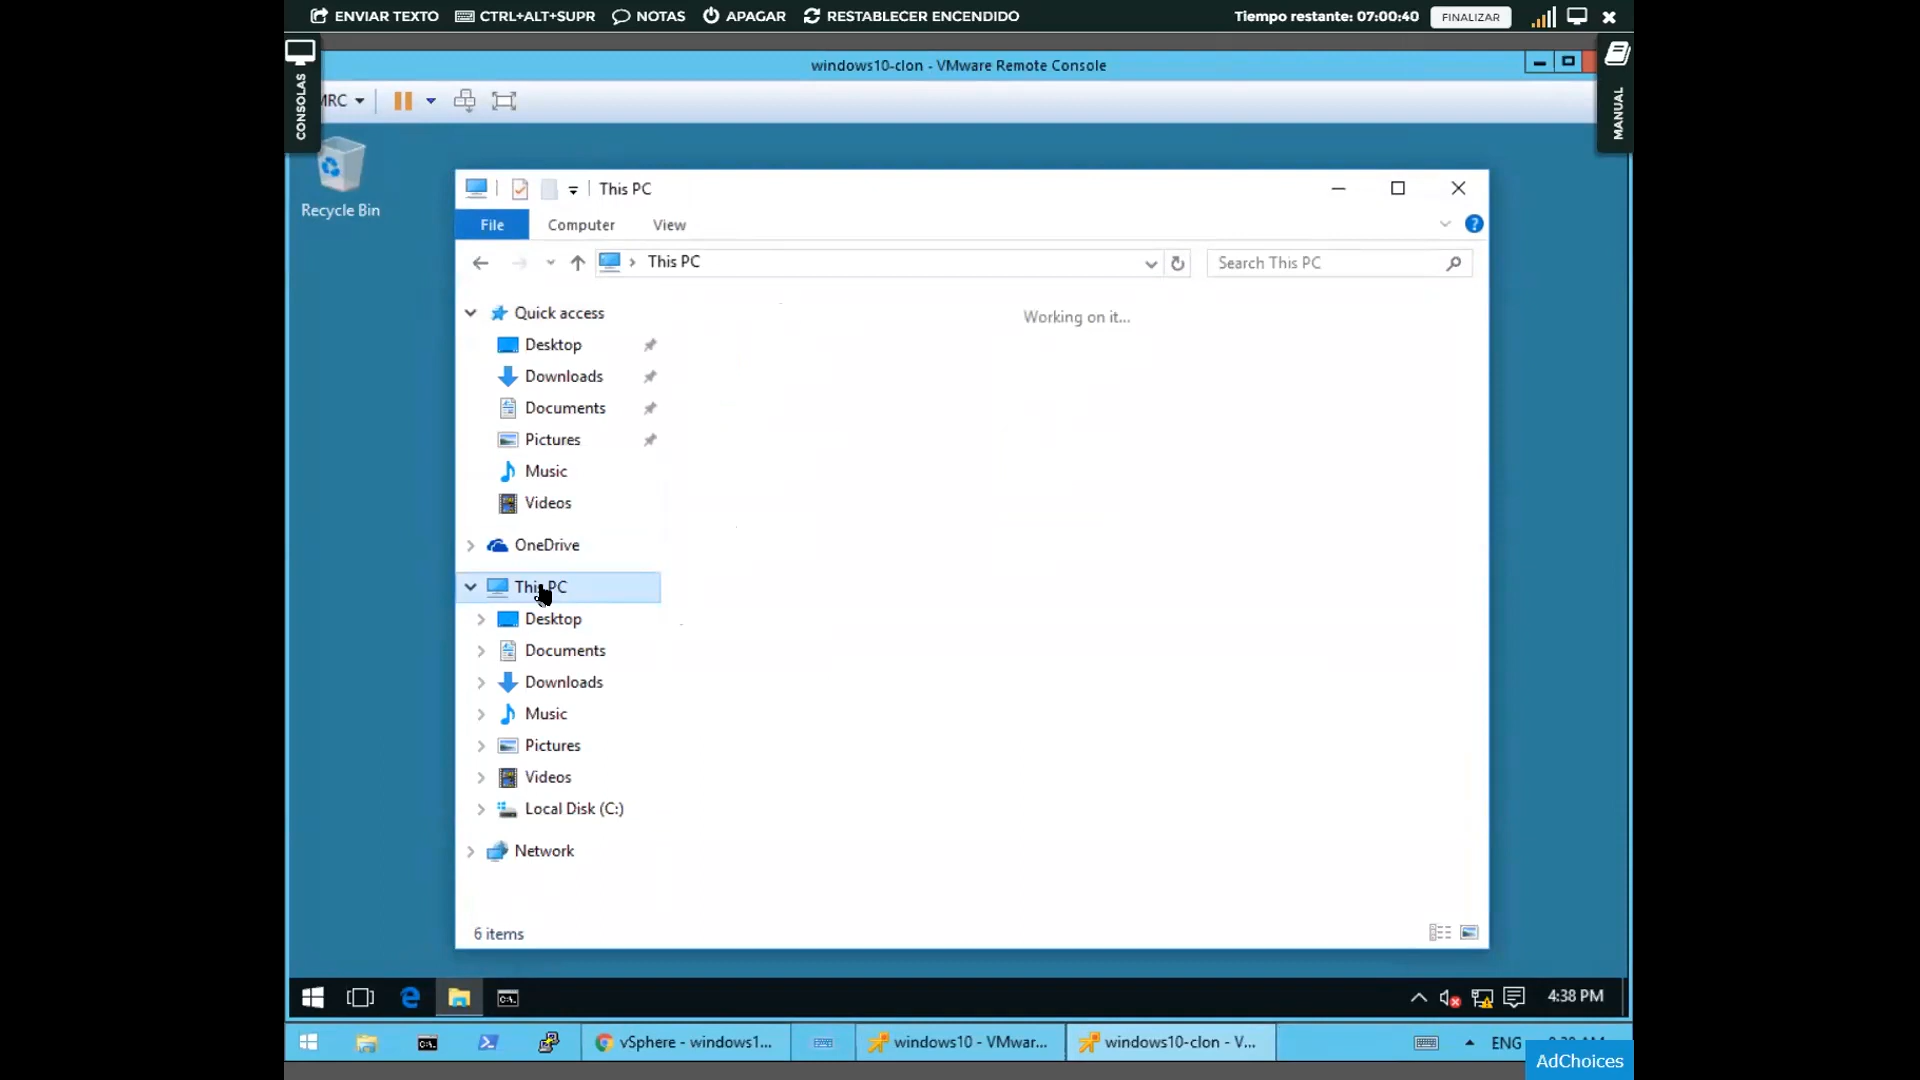 ENVIAR TEXTO CTRL+ALT+SUPR NOTAS APAGAR RESTABLECER ENCENDIDO Tiempo restante: 07:00:40 FINALIZAR
CONSOLAS
MANUAL
windows10-clon - VMware Remote Console
Recycle Bin
This PC
File Computer View
This PC
Search This PC
Quick access
Working on it...
Desktop
Downloads
Documents
Pictures
Music
Videos
OneDrive
This PC
Desktop
Documents
Downloads
Music
Pictures
Videos
Local Disk (C:)
Network
6 items
4:38 PM
vSphere - windows1...
windows10 - VMwar...
windows10-clon - V...
ENG
AdChoices